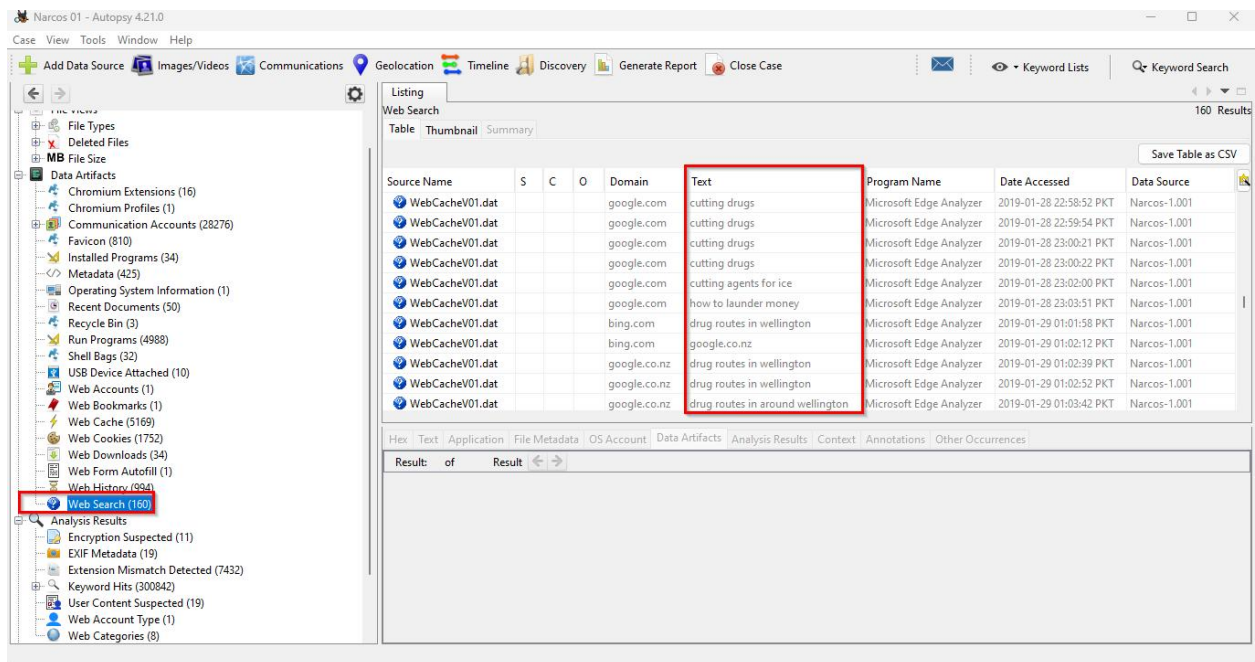 Narcos 01 - Autopsy 4.21.0
Case View Tools Window Help
Add Data Source Images/Videos Communications Geolocation Timeline Discovery Generate Report Close Case Keyword Lists Keyword Search
File Types
Deleted Files
MB File Size
Data Artifacts
Chromium Extensions (16)
Chromium Profiles (1)
Communication Accounts (28276)
Favicon (810)
Installed Programs (34)
Metadata (425)
Operating System Information (1)
Recent Documents (50)
Recycle Bin (3)
Run Programs (4988)
Shell Bags (32)
USB Device Attached (10)
Web Accounts (1)
Web Bookmarks (1)
Web Cache (5169)
Web Cookies (1752)
Web Downloads (34)
Web Form Autofill (1)
Web History (994)
Web Search (160)
Analysis Results
Encryption Suspected (11)
EXIF Metadata (19)
Extension Mismatch Detected (7432)
Keyword Hits (300842)
User Content Suspected (19)
Web Account Type (1)
Web Categories (8)
Listing
Web Search 160 Results
Table Thumbnail Summary
Save Table as CSV
Source Name S C O Domain Text Program Name Date Accessed Data Source
WebCacheV01.dat google.com cutting drugs Microsoft Edge Analyzer 2019-01-28 22:58:52 PKT Narcos-1.001
WebCacheV01.dat google.com cutting drugs Microsoft Edge Analyzer 2019-01-28 22:59:54 PKT Narcos-1.001
WebCacheV01.dat google.com cutting drugs Microsoft Edge Analyzer 2019-01-28 23:00:21 PKT Narcos-1.001
WebCacheV01.dat google.com cutting drugs Microsoft Edge Analyzer 2019-01-28 23:00:22 PKT Narcos-1.001
WebCacheV01.dat google.com cutting agents for ice Microsoft Edge Analyzer 2019-01-28 23:02:00 PKT Narcos-1.001
WebCacheV01.dat google.com how to launder money Microsoft Edge Analyzer 2019-01-28 23:03:51 PKT Narcos-1.001
WebCacheV01.dat bing.com drug routes in wellington Microsoft Edge Analyzer 2019-01-29 01:01:58 PKT Narcos-1.001
WebCacheV01.dat bing.com google.co.nz Microsoft Edge Analyzer 2019-01-29 01:02:12 PKT Narcos-1.001
WebCacheV01.dat google.co.nz drug routes in wellington Microsoft Edge Analyzer 2019-01-29 01:02:39 PKT Narcos-1.001
WebCacheV01.dat google.co.nz drug routes in wellington Microsoft Edge Analyzer 2019-01-29 01:02:52 PKT Narcos-1.001
WebCacheV01.dat google.co.nz drug routes in around wellington Microsoft Edge Analyzer 2019-01-29 01:03:42 PKT Narcos-1.001
Hex Text Application File Metadata OS Account Data Artifacts Analysis Results Context Annotations Other Occurrences
Result: of Result